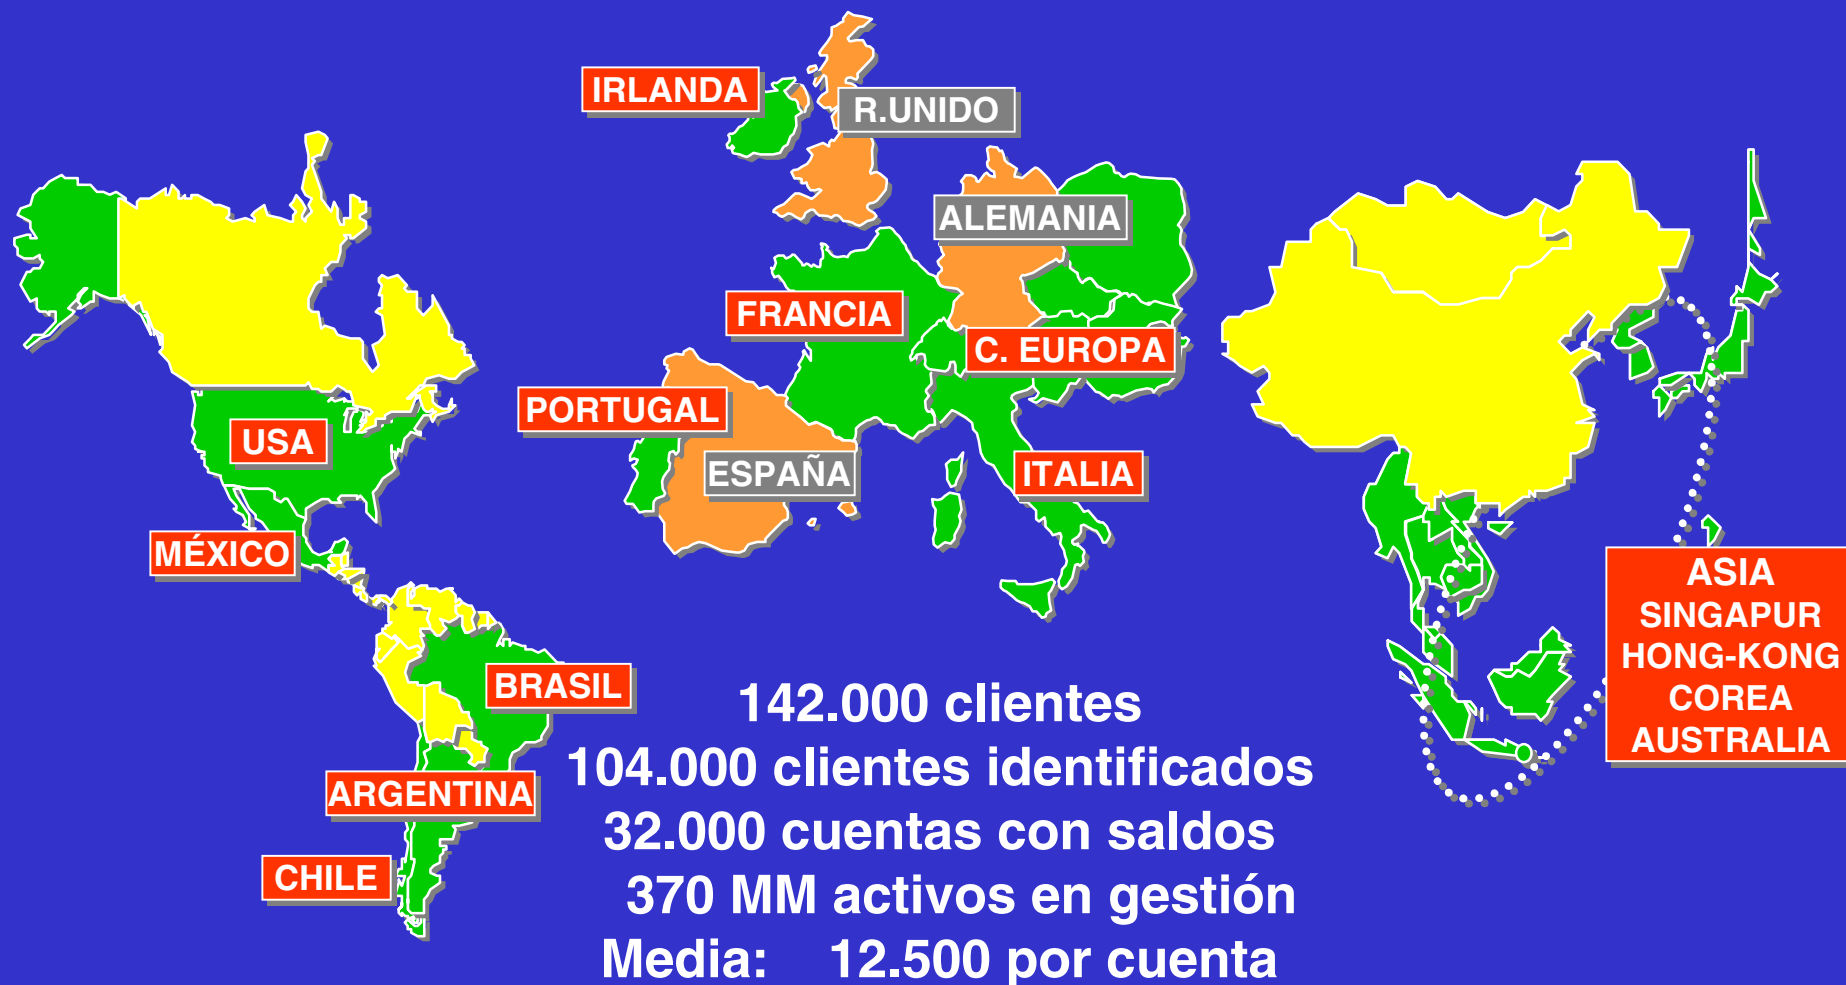 IRLANDA
R.UNIDO
ALEMANIA
FRANCIA
C. EUROPA
PORTUGAL
USA
ESPAÑA
ITALIA
MÉXICO
ASIA
SINGAPUR
HONG-KONG
COREA
AUSTRALIA
BRASIL
ARGENTINA
CHILE
142.000 clientes
104.000 clientes identificados
32.000 cuentas con saldos
370 MM activos en gestión
Media: 12.500 por cuenta